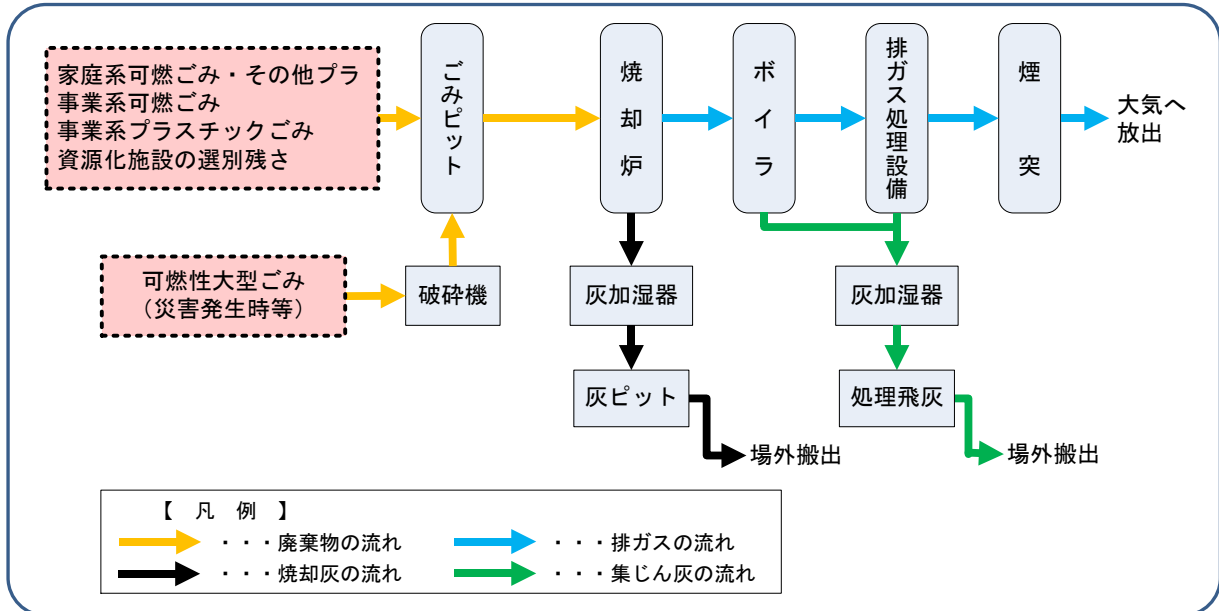 家庭系可燃ごみ・その他プラ
事業系可燃ごみ
事業系プラスチックごみ
資源化施設の選別残さ
ごみピット
焼却炉
ボイラ
排ガス処理設備
煙突
大気へ
放出
可燃性大型ごみ
（災害発生時等）
破砕機
灰加湿器
灰加湿器
灰ピット
処理飛灰
場外搬出
場外搬出
【 凡 例 】
・・・廃棄物の流れ
・・・排ガスの流れ
・・・焼却灰の流れ
・・・集じん灰の流れ